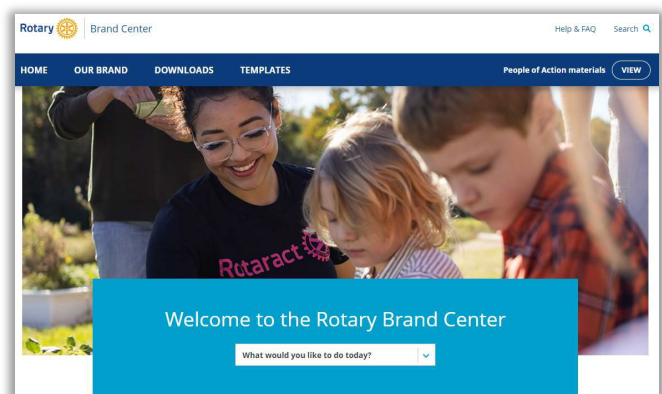 Rotary Brand Center Help & FAQ Search
HOME OUR BRAND DOWNLOADS TEMPLATES People of Action materials VIEW
Rotaract
Welcome to the Rotary Brand Center
What would you like to do today?